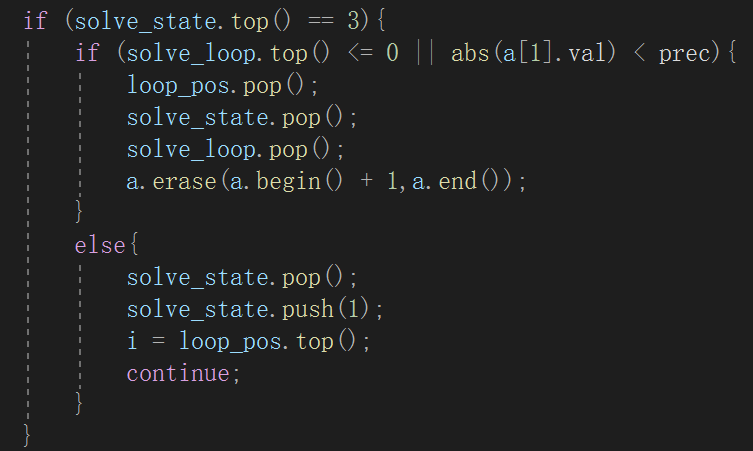 if (solve_state.top() == 3){
    if (solve_loop.top() <= 0 || abs(a[1].val) < prec){
        loop_pos.pop();
        solve_state.pop();
        solve_loop.pop();
        a.erase(a.begin() + 1,a.end());
    }
    else{
        solve_state.pop();
        solve_state.push(1);
        i = loop_pos.top();
        continue;
    }
}